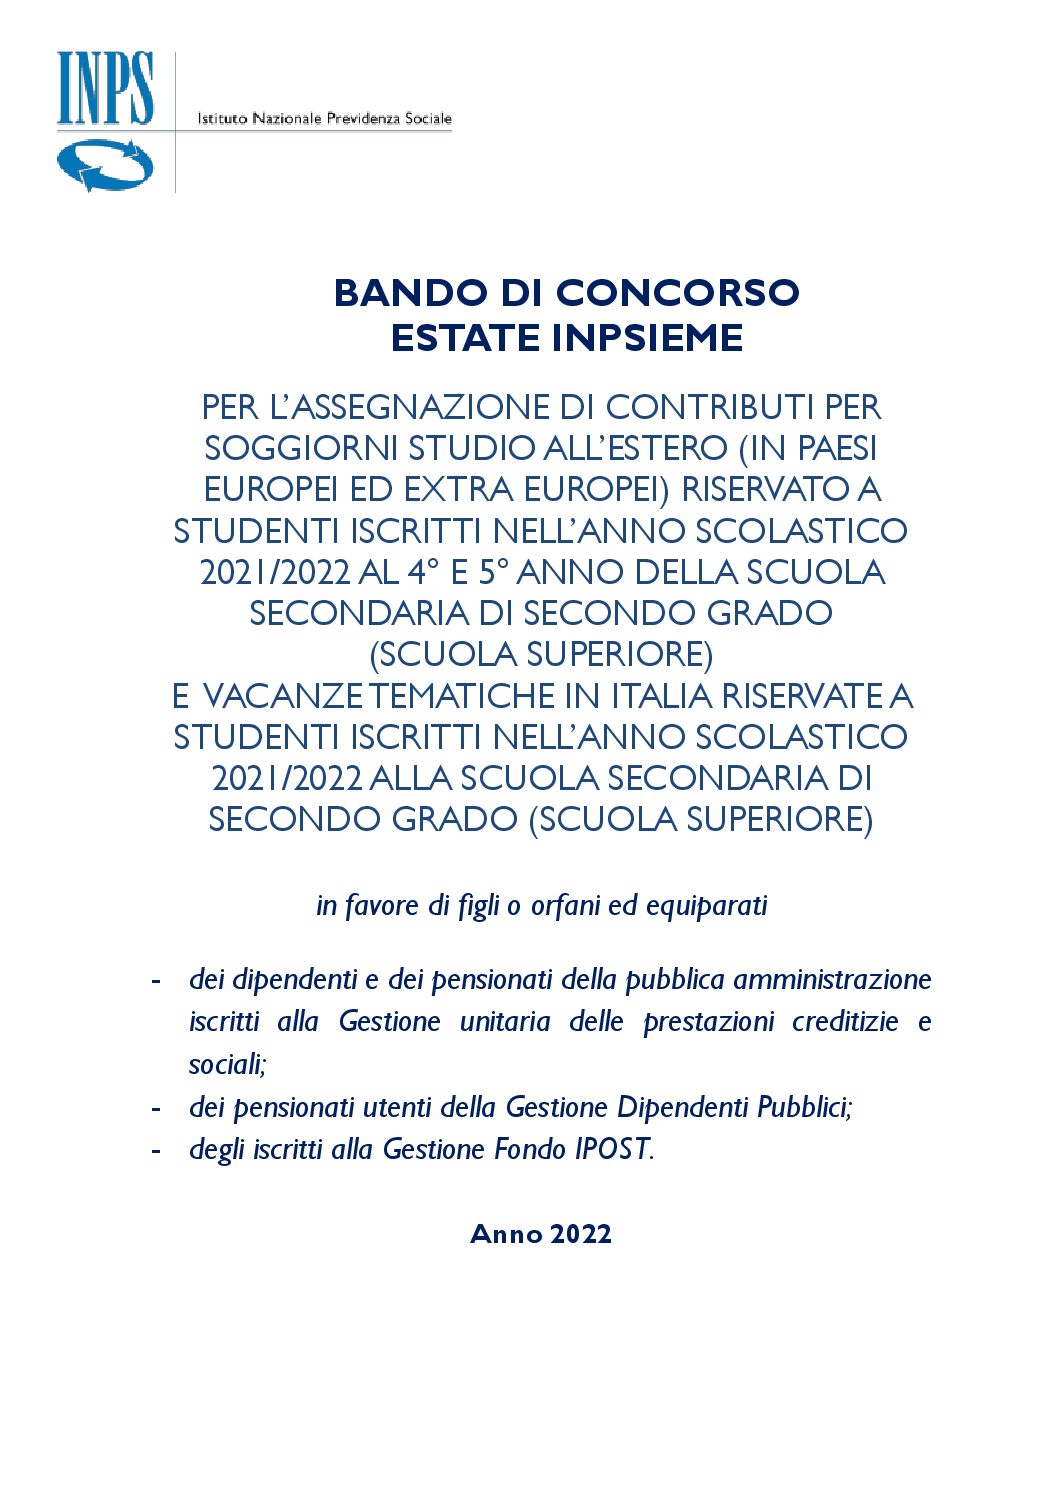 INPS
Istituto Nazionale Previdenza Sociale
BANDO DI CONCORSO
ESTATE INPSIEME
PER L’ASSEGNAZIONE DI CONTRIBUTI PER
SOGGIORNI STUDIO ALL’ESTERO (IN PAESI
EUROPEI ED EXTRA EUROPEI) RISERVATO A
STUDENTI ISCRITTI NELL’ANNO SCOLASTICO
2021/2022 AL 4° E 5° ANNO DELLA SCUOLA
SECONDARIA DI SECONDO GRADO
(SCUOLA SUPERIORE)
E VACANZE TEMATICHE IN ITALIA RISERVATE A
STUDENTI ISCRITTI NELL’ANNO SCOLASTICO
2021/2022 ALLA SCUOLA SECONDARIA DI
SECONDO GRADO (SCUOLA SUPERIORE)
in favore di figli o orfani ed equiparati
- dei dipendenti e dei pensionati della pubblica amministrazione
iscritti alla Gestione unitaria delle prestazioni creditizie e
sociali;
- dei pensionati utenti della Gestione Dipendenti Pubblici;
- degli iscritti alla Gestione Fondo IPOST.
Anno 2022